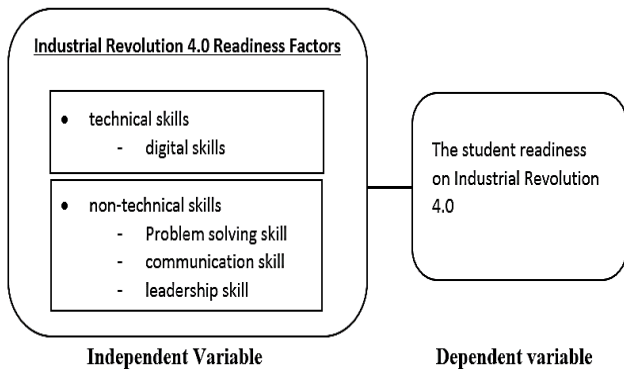 Industrial Revolution 4.0 Readiness Factors
• technical skills
- digital skills
• non-technical skills
- Problem solving skill
- communication skill
- leadership skill
The student readiness
on Industrial Revolution
4.0
Independent Variable
Dependent variable